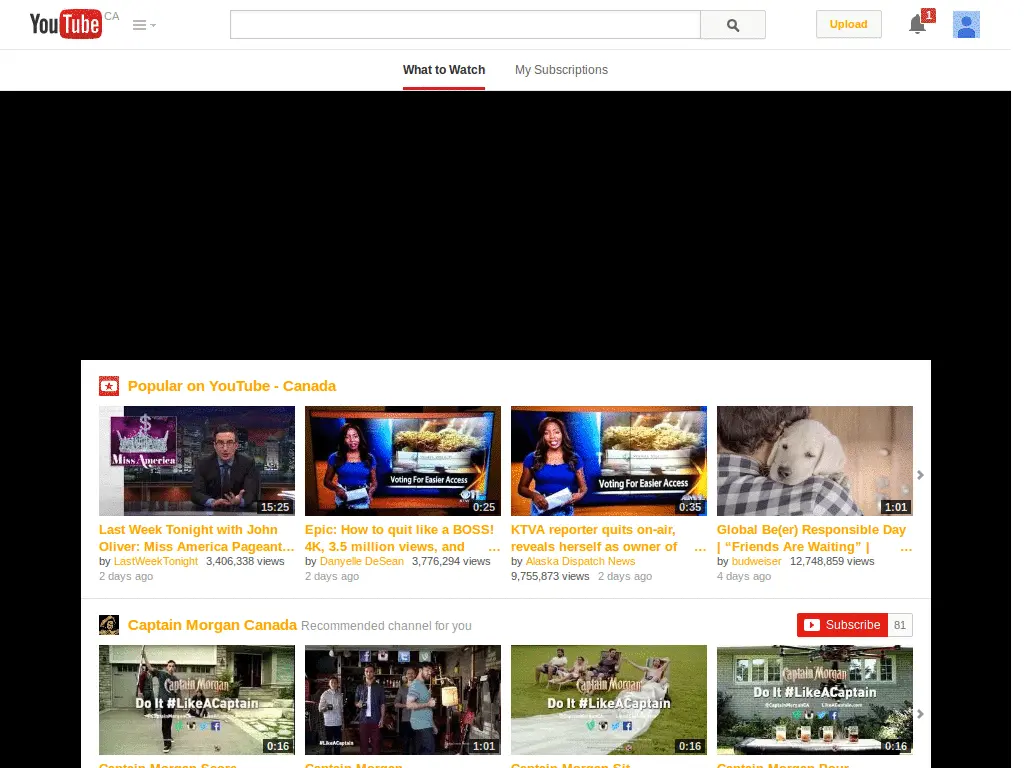 YouTube CA
Upload
1
What to Watch My Subscriptions
Popular on YouTube - Canada
Miss America
15:25
Voting For Easier Access
0:25
Voting For Easier Access
0:35
1:01
Last Week Tonight with John
Oliver: Miss America Pageant...
by LastWeekTonight 3,406,338 views
2 days ago
Epic: How to quit like a BOSS!
4K, 3.5 million views, and ...
by Danyelle DeSean 3,776,294 views
2 days ago
KTVA reporter quits on-air,
reveals herself as owner of ...
by Alaska Dispatch News
9,755,873 views 2 days ago
Global Be(er) Responsible Day
| “Friends Are Waiting” | ...
by budweiser 12,748,859 views
4 days ago
Captain Morgan Canada Recommended channel for you
Subscribe 81
Captain Morgan
Do It #LikeACaptain
0:16
#LikeACaptain
1:01
Captain Morgan
Do It #LikeACaptain
0:16
Captain Morgan
Do It #LikeACaptain
@CaptainMorganCA LikeACaptain.com
0:16
Captain Morgan Score
Captain Morgan
Captain Morgan Sit
Captain Morgan Pour